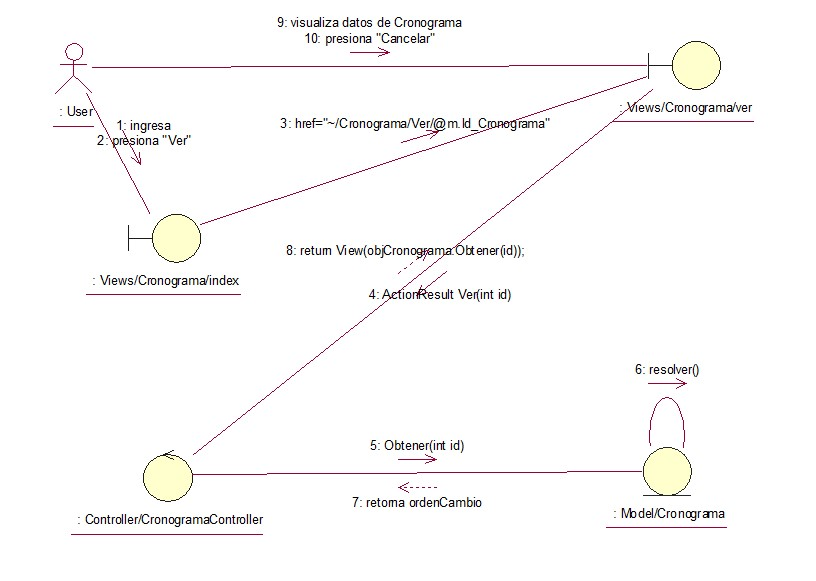 9: visualiza datos de Cronograma
10: presiona "Cancelar"
: User
: Views/Cronograma/ver
1: ingresa
2: presiona "Ver"
3: href="~/Cronograma/Ver/@m.Id_Cronograma"
8: return View(objCronograma.Obtener(id));
: Views/Cronograma/index
4: ActionResult Ver(int id)
6: resolver()
5: Obtener(int id)
7: retorna ordenCambio
: Controller/CronogramaController
: Model/Cronograma